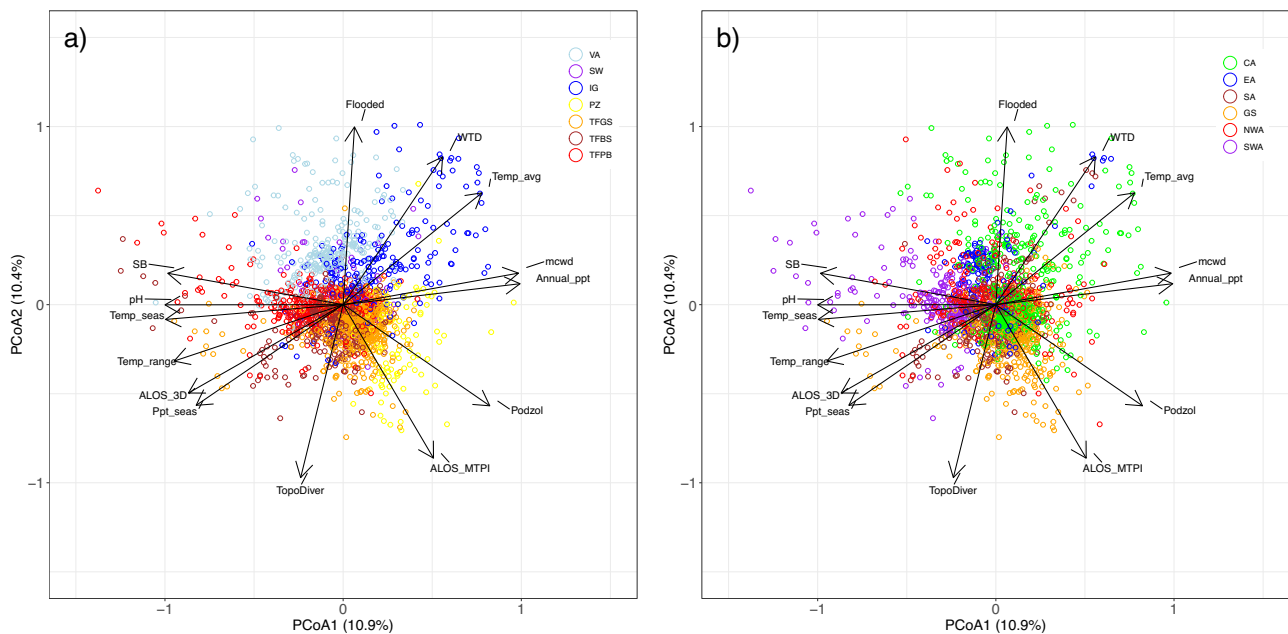 a)
VA
SW
IG
PZ
TFGS
TFBS
TFPB
Flooded
WTD
Temp_avg
mcwd
Annual_ppt
SB
pH
Temp_seas
Temp_range
ALOS_3D
Ppt_seas
Podzol
ALOS_MTPI
TopoDiver
1
0
−1
PCoA2 (10.4%)
−1
0
1
PCoA1 (10.9%)
b)
CA
EA
SA
GS
NWA
SWA
Flooded
WTD
Temp_avg
mcwd
Annual_ppt
SB
pH
Temp_seas
Temp_range
ALOS_3D
Ppt_seas
Podzol
ALOS_MTPI
TopoDiver
1
0
−1
PCoA2 (10.4%)
−1
0
1
PCoA1 (10.9%)